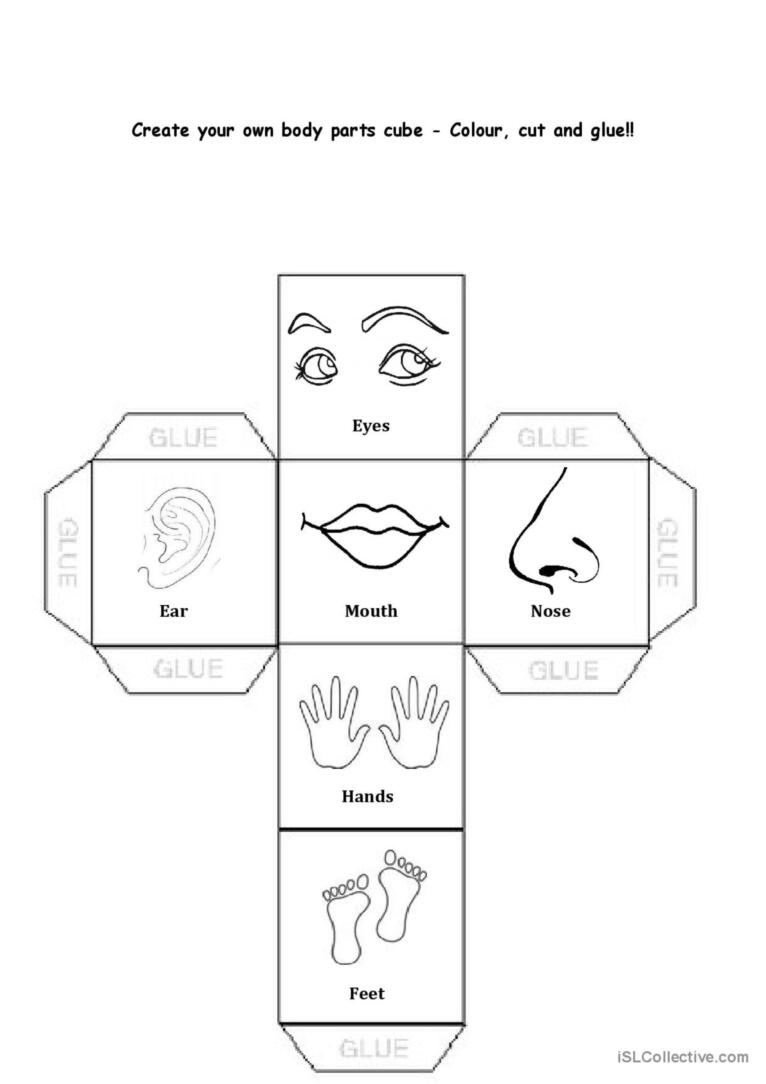 Create your own body parts cube - Colour, cut and glue!!
Eyes
GLUE
GLUE
GLUE
GLUE
Ear
Mouth
Nose
GLUE
GLUE
Hands
Feet
GLUE
iSLCollective.com